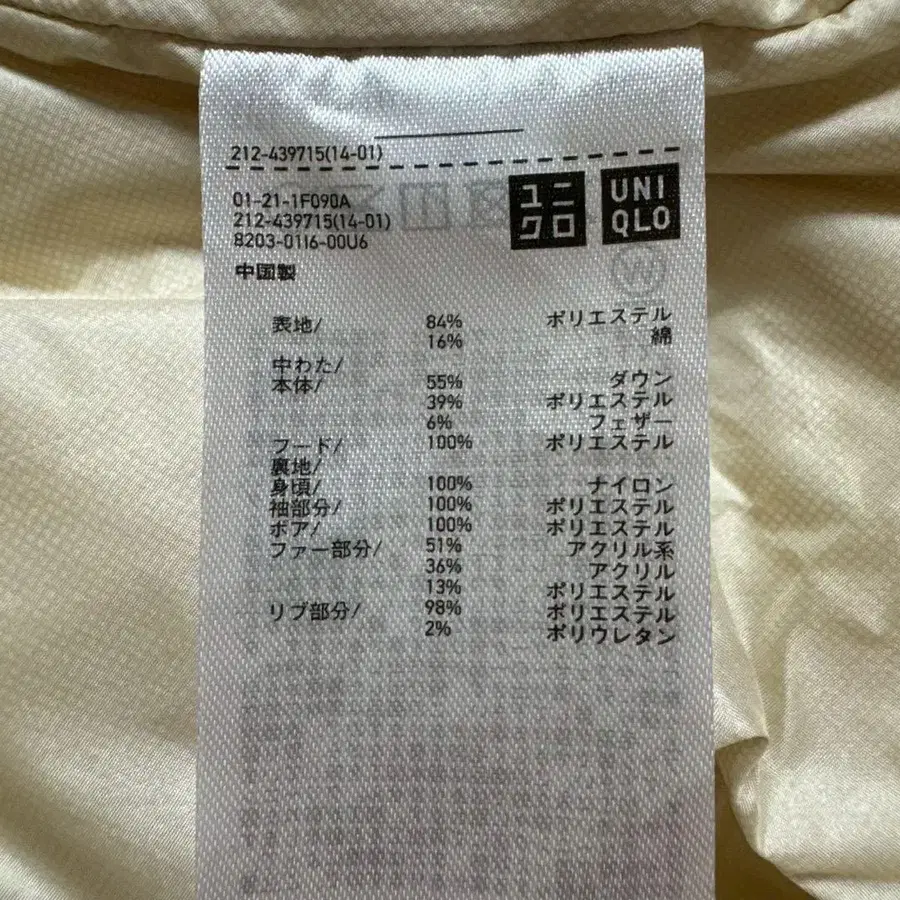 212-439715(14-01)
01-21-1F090A
212-439715(14-01)
8203-01I6-00U6
ユニ
クロ
UNI
QLO
中国製
表地/ 84% ポリエステル
16% 綿
中わた/
本体/ 55% ダウン
39% ポリエステル
6% フェザー
フード/ 100% ポリエステル
裏地/
身頃/ 100% ナイロン
袖部分/ 100% ポリエステル
ボア/ 100% ポリエステル
ファー部分/ 51% アクリル系
36% アクリル
13% ポリエステル
リブ部分/ 98% ポリエステル
2% ポリウレタン